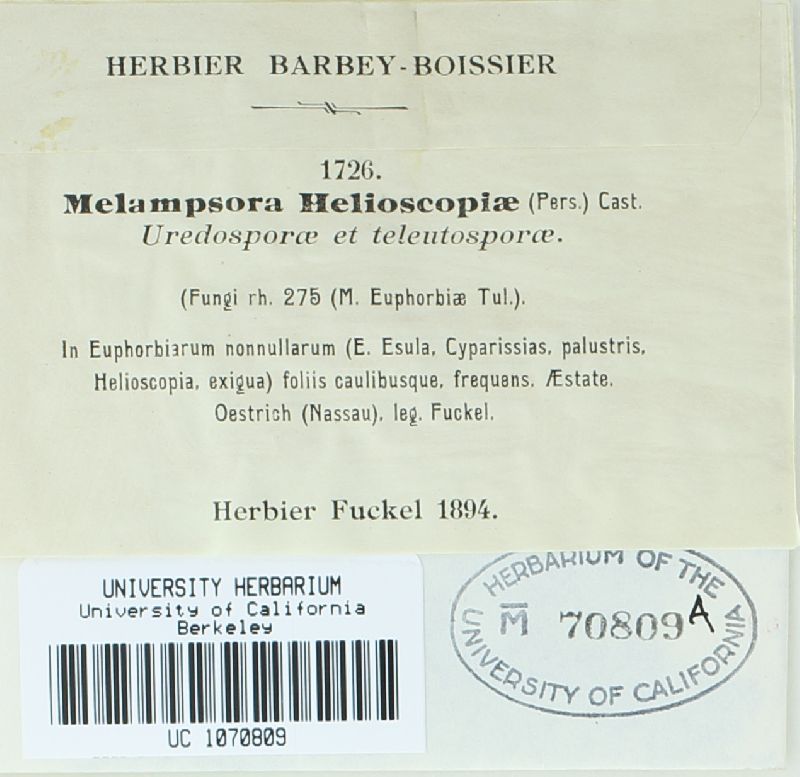 HERBIER BARBEY-BOISSIER
1726.
Melampsora Helioscopiæ (Pers.) Cast.
Uredosporæ et teleutosporæ.
(Fungi rh. 275 (M. Euphorbiæ Tul.).
In Euphorbiarum nonnullarum (E. Esula, Cyparissias, palustris,
Helioscopia, exigua) foliis caulibusque, frequens. Æstate.
Oestrich (Nassau), leg. Fuckel.
Herbier Fuckel 1894.
UNIVERSITY HERBARIUM
University of California
Berkeley
UC 1070809
HERBARIUM OF THE
M̅ 70809 A
UNIVERSITY OF CALIFORNIA